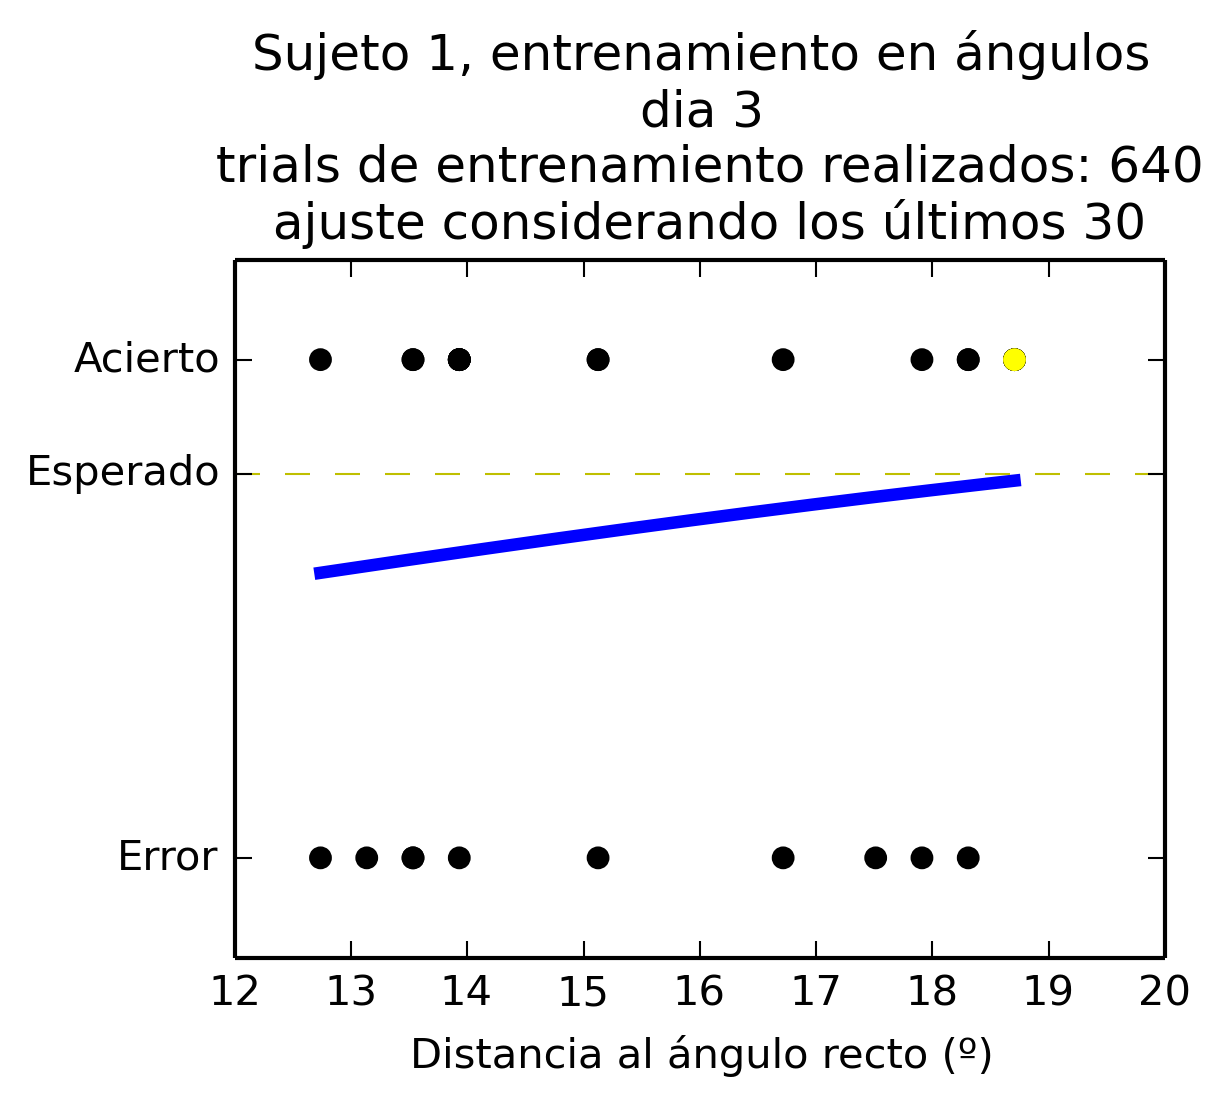 Sujeto 1, entrenamiento en ángulos
dia 3
trials de entrenamiento realizados: 640
ajuste considerando los últimos 30
Acierto
Esperado
Error
12 13 14 15 16 17 18 19 20
Distancia al ángulo recto (º)